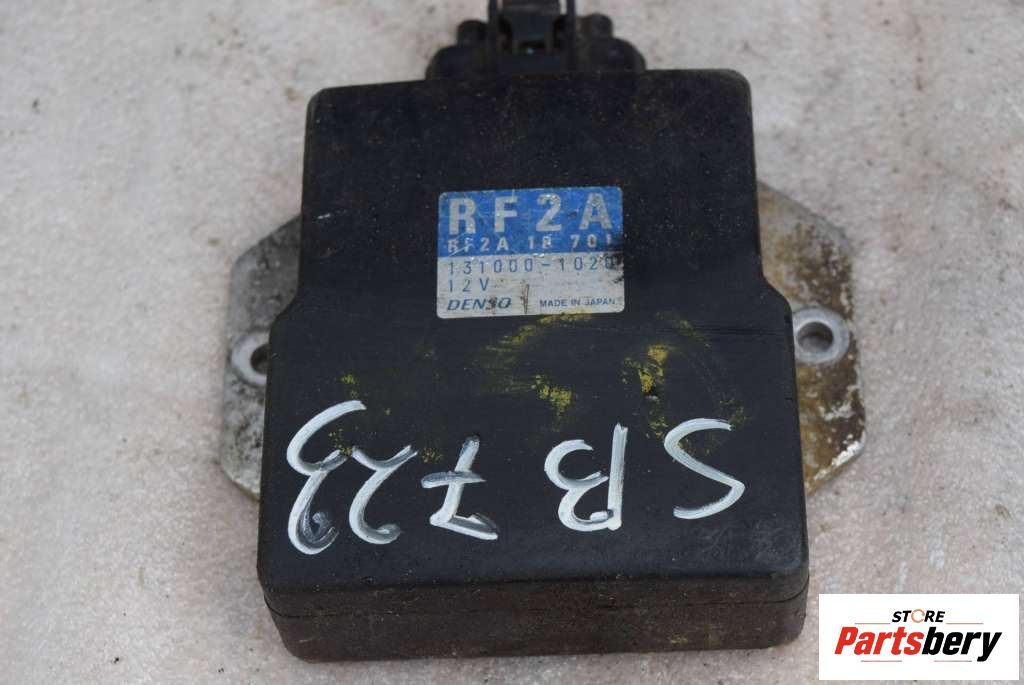 RF2A
RF2A 18 701
131000-1020
12V
DENSO MADE IN JAPAN
SB 723
STORE
Partsbery